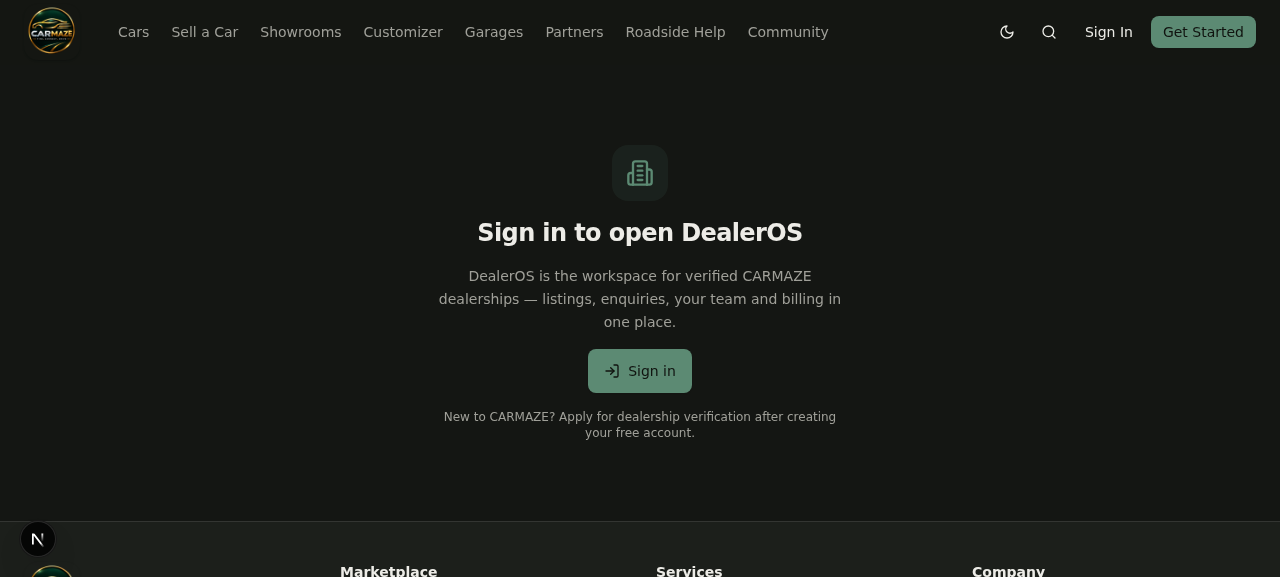 CARMAZE
Cars
Sell a Car
Showrooms
Customizer
Garages
Partners
Roadside Help
Community
Sign In
Get Started
Sign in to open DealerOS
DealerOS is the workspace for verified CARMAZE
dealerships — listings, enquiries, your team and billing in
one place.
Sign in
New to CARMAZE? Apply for dealership verification after creating
your free account.
N
Marketplace
Services
Company